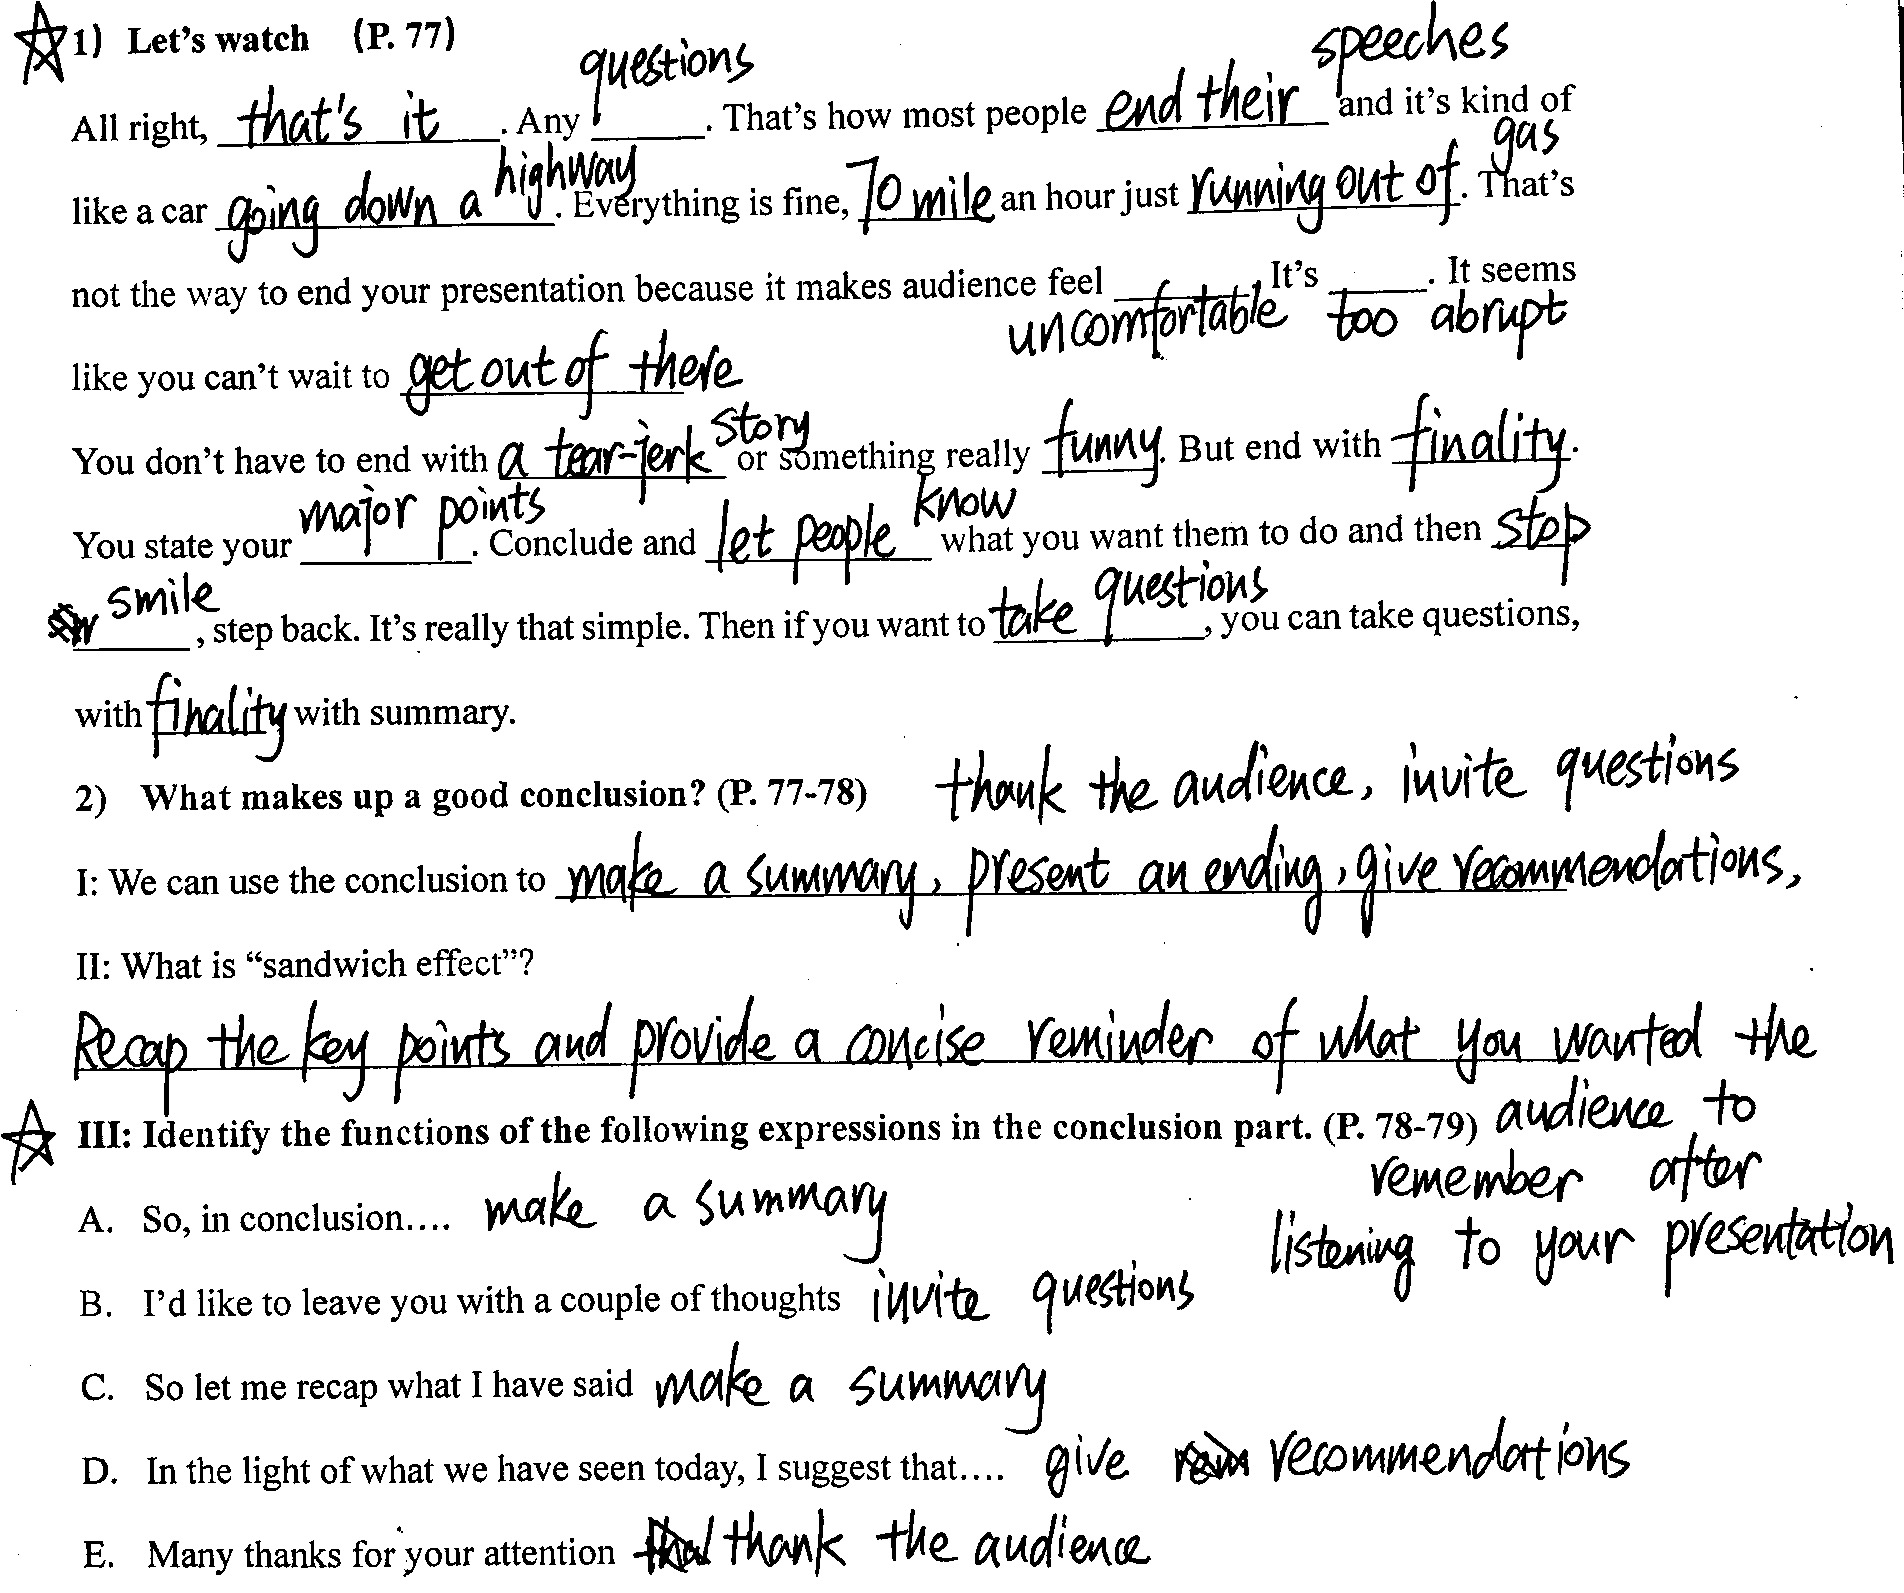 1) Let's watch (P. 77)
All right, that's it. Any questions. That's how most people end their speeches and it's kind of
like a car going down a highway. Everything is fine, 70 mile an hour just running out of gas. That's
not the way to end your presentation because it makes audience feel uncomfortable. It's too abrupt. It seems
like you can't wait to get out of there
You don't have to end with a tear-jerk story or something really funny. But end with finality.
You state your major points. Conclude and let people know what you want them to do and then stop
smile, step back. It's really that simple. Then if you want to take questions, you can take questions,
with finality with summary.
2) What makes up a good conclusion? (P. 77-78) thank the audience, invite questions
I: We can use the conclusion to make a summary, present an ending, give recommendations,
II: What is "sandwich effect"?
Recap the key points and provide a concise reminder of what you wanted the
audience to
remember after
listening to your presentation
III: Identify the functions of the following expressions in the conclusion part. (P. 78-79)
A. So, in conclusion.... make a summary
B. I'd like to leave you with a couple of thoughts invite questions
C. So let me recap what I have said make a summary
D. In the light of what we have seen today, I suggest that.... give recommendations
E. Many thanks for your attention thank the audience